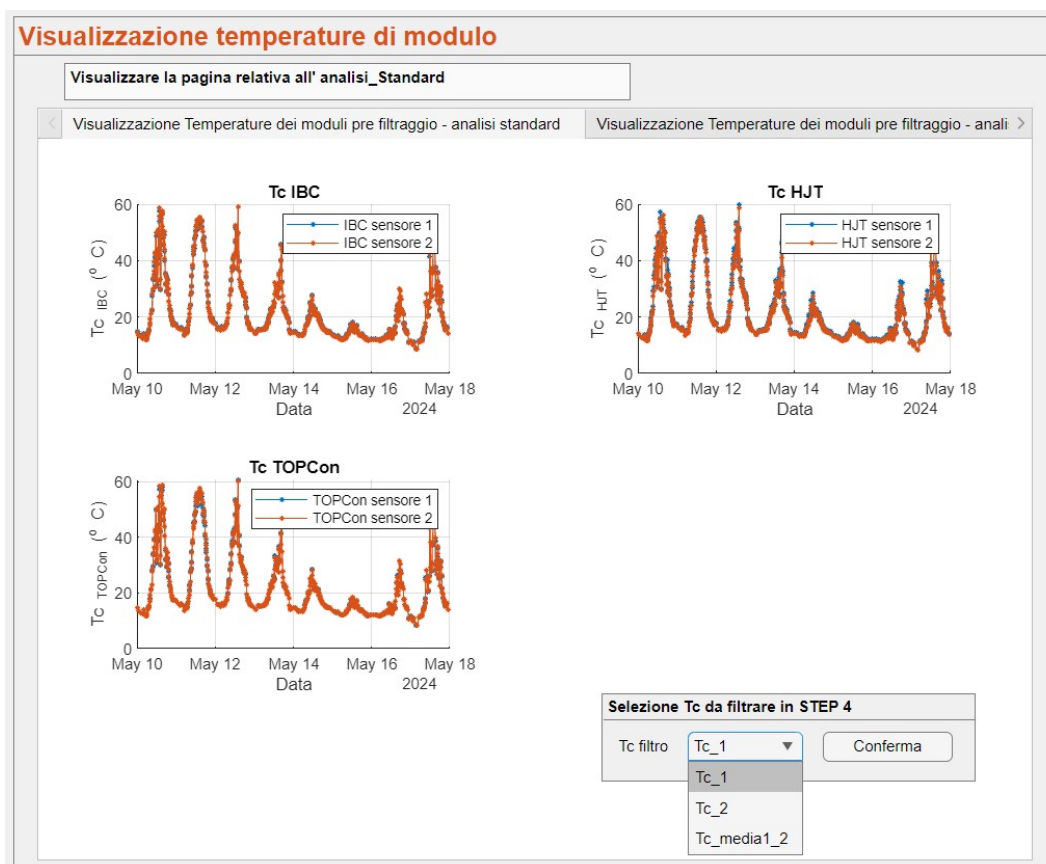 Visualizzazione temperature di modulo
Visualizzare la pagina relativa all' analisi_Standard
Visualizzazione Temperature dei moduli pre filtraggio - analisi standard
Visualizzazione Temperature dei moduli pre filtraggio - anali
Tc IBC
60
40
20
0
Tc IBC (º C)
IBC sensore 1
IBC sensore 2
May 10 May 12 May 14 May 16 May 18
Data 2024
Tc HJT
60
40
20
0
Tc HJT (º C)
HJT sensore 1
HJT sensore 2
May 10 May 12 May 14 May 16 May 18
Data 2024
Tc TOPCon
60
40
20
0
Tc TOPCon (º C)
TOPCon sensore 1
TOPCon sensore 2
May 10 May 12 May 14 May 16 May 18
Data 2024
Selezione Tc da filtrare in STEP 4
Tc filtro Tc_1 Conferma
Tc_1
Tc_2
Tc_media1_2